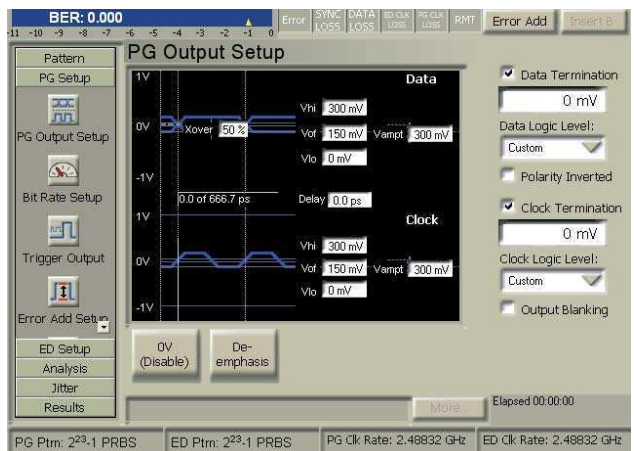 BER: 0.000
-11 -10 -9 -8 -7 -6 -5 -4 -3 -2 -1 0
Error
SYNC LOSS
DATA LOSS
ED CLK LOSS
PG CLK LOSS
RMT
Error Add
Insert B
Pattern
PG Setup
PG Output Setup
Bit Rate Setup
Trigger Output
Error Add Setup
ED Setup
Analysis
Jitter
Results
PG Output Setup
1V
Data
Vhi 300 mV
0V
Xover 50 %
Vof 150 mV Vampt 300 mV
Vlo 0 mV
-1V
0.0 of 666.7 ps
Delay 0.0 ps
1V
Clock
Vhi 300 mV
0V
Vof 150 mV Vampt 300 mV
Vlo 0 mV
-1V
0V (Disable)
De-
emphasis
Data Termination
0 mV
Data Logic Level:
Custom
Polarity Inverted
Clock Termination
0 mV
Clock Logic Level:
Custom
Output Blanking
More...
Elapsed 00:00:00
PG Ptrn: 2²³-1 PRBS
ED Ptrn: 2²³-1 PRBS
PG Clk Rate: 2.48832 GHz
ED Clk Rate: 2.48832 GHz